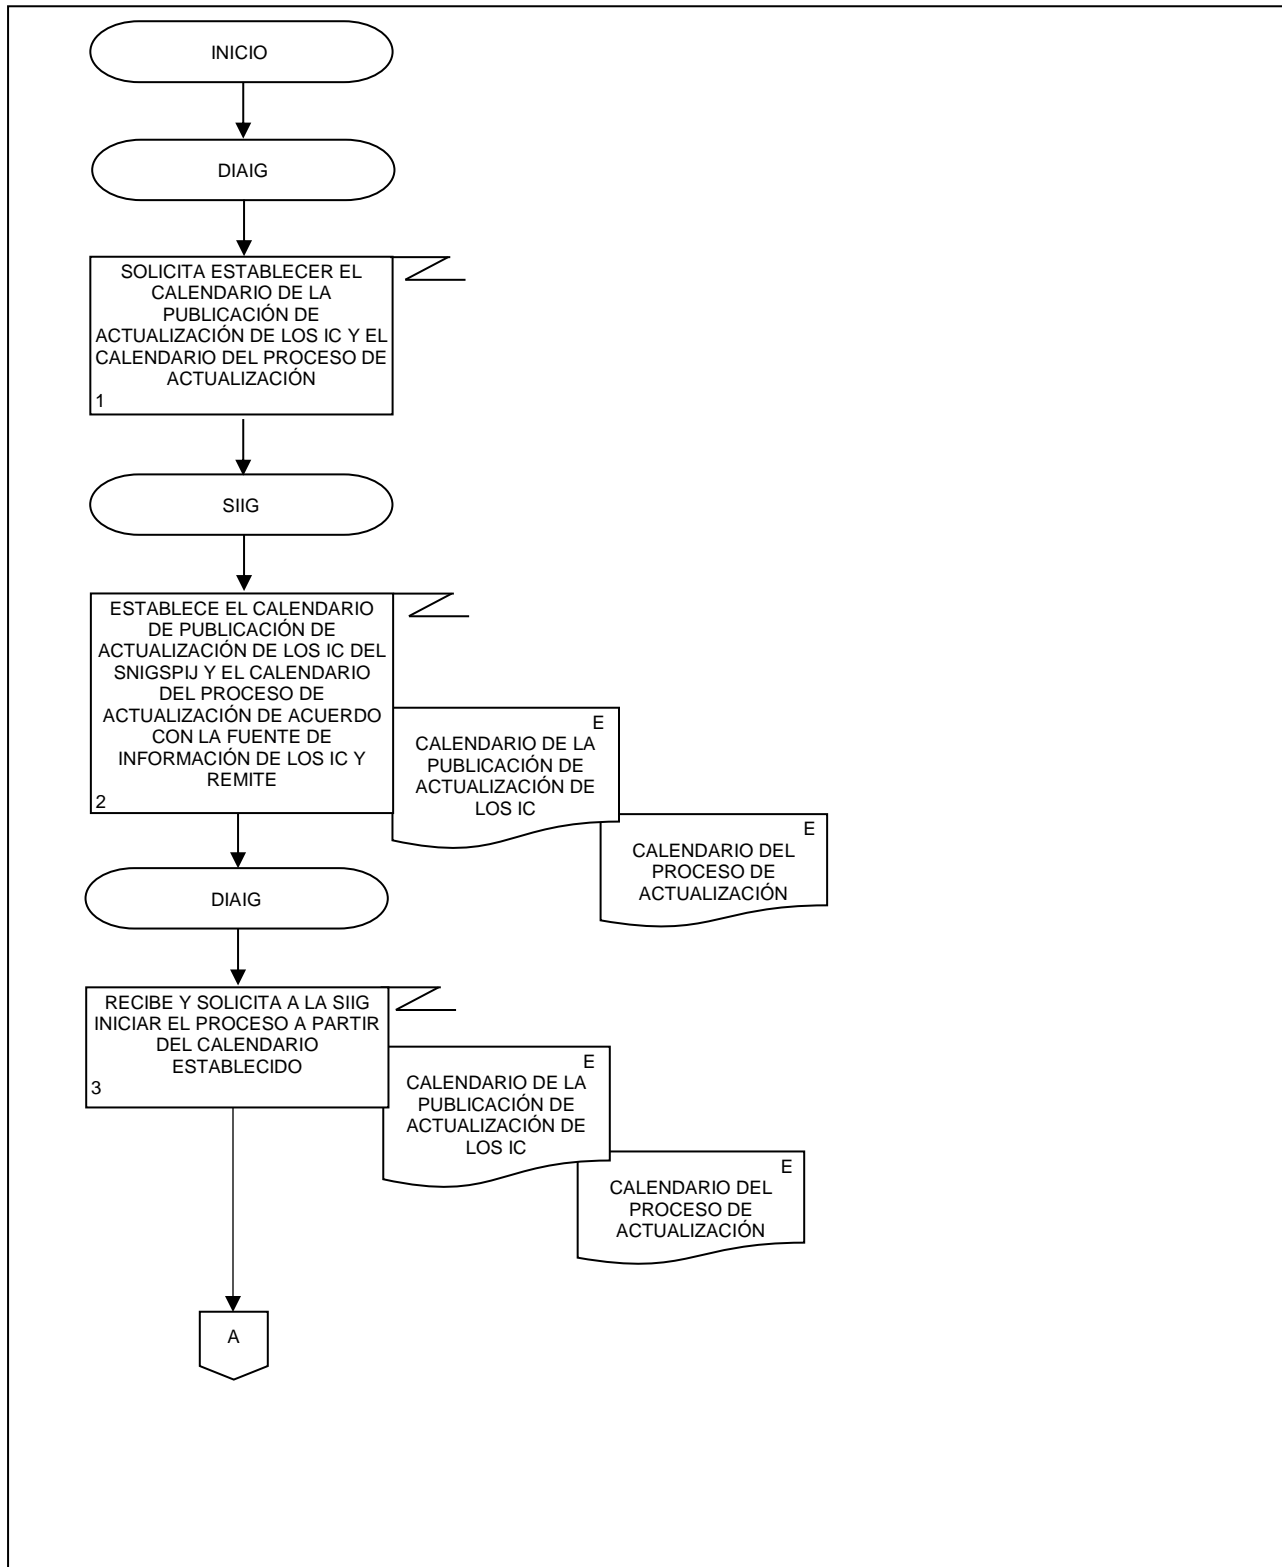 INICIO
DIAIG
SOLICITA ESTABLECER EL
CALENDARIO DE LA
PUBLICACIÓN DE
ACTUALIZACIÓN DE LOS IC Y EL
CALENDARIO DEL PROCESO DE
ACTUALIZACIÓN
1
SIIG
ESTABLECE EL CALENDARIO
DE PUBLICACIÓN DE
ACTUALIZACIÓN DE LOS IC DEL
SNIGSPIJ Y EL CALENDARIO
DEL PROCESO DE
ACTUALIZACIÓN DE ACUERDO
CON LA FUENTE DE
INFORMACIÓN DE LOS IC Y
REMITE
2
E
CALENDARIO DE LA
PUBLICACIÓN DE
ACTUALIZACIÓN DE
LOS IC
E
CALENDARIO DEL
PROCESO DE
ACTUALIZACIÓN
DIAIG
RECIBE Y SOLICITA A LA SIIG
INICIAR EL PROCESO A PARTIR
DEL CALENDARIO
ESTABLECIDO
3
E
CALENDARIO DE LA
PUBLICACIÓN DE
ACTUALIZACIÓN DE
LOS IC
E
CALENDARIO DEL
PROCESO DE
ACTUALIZACIÓN
A